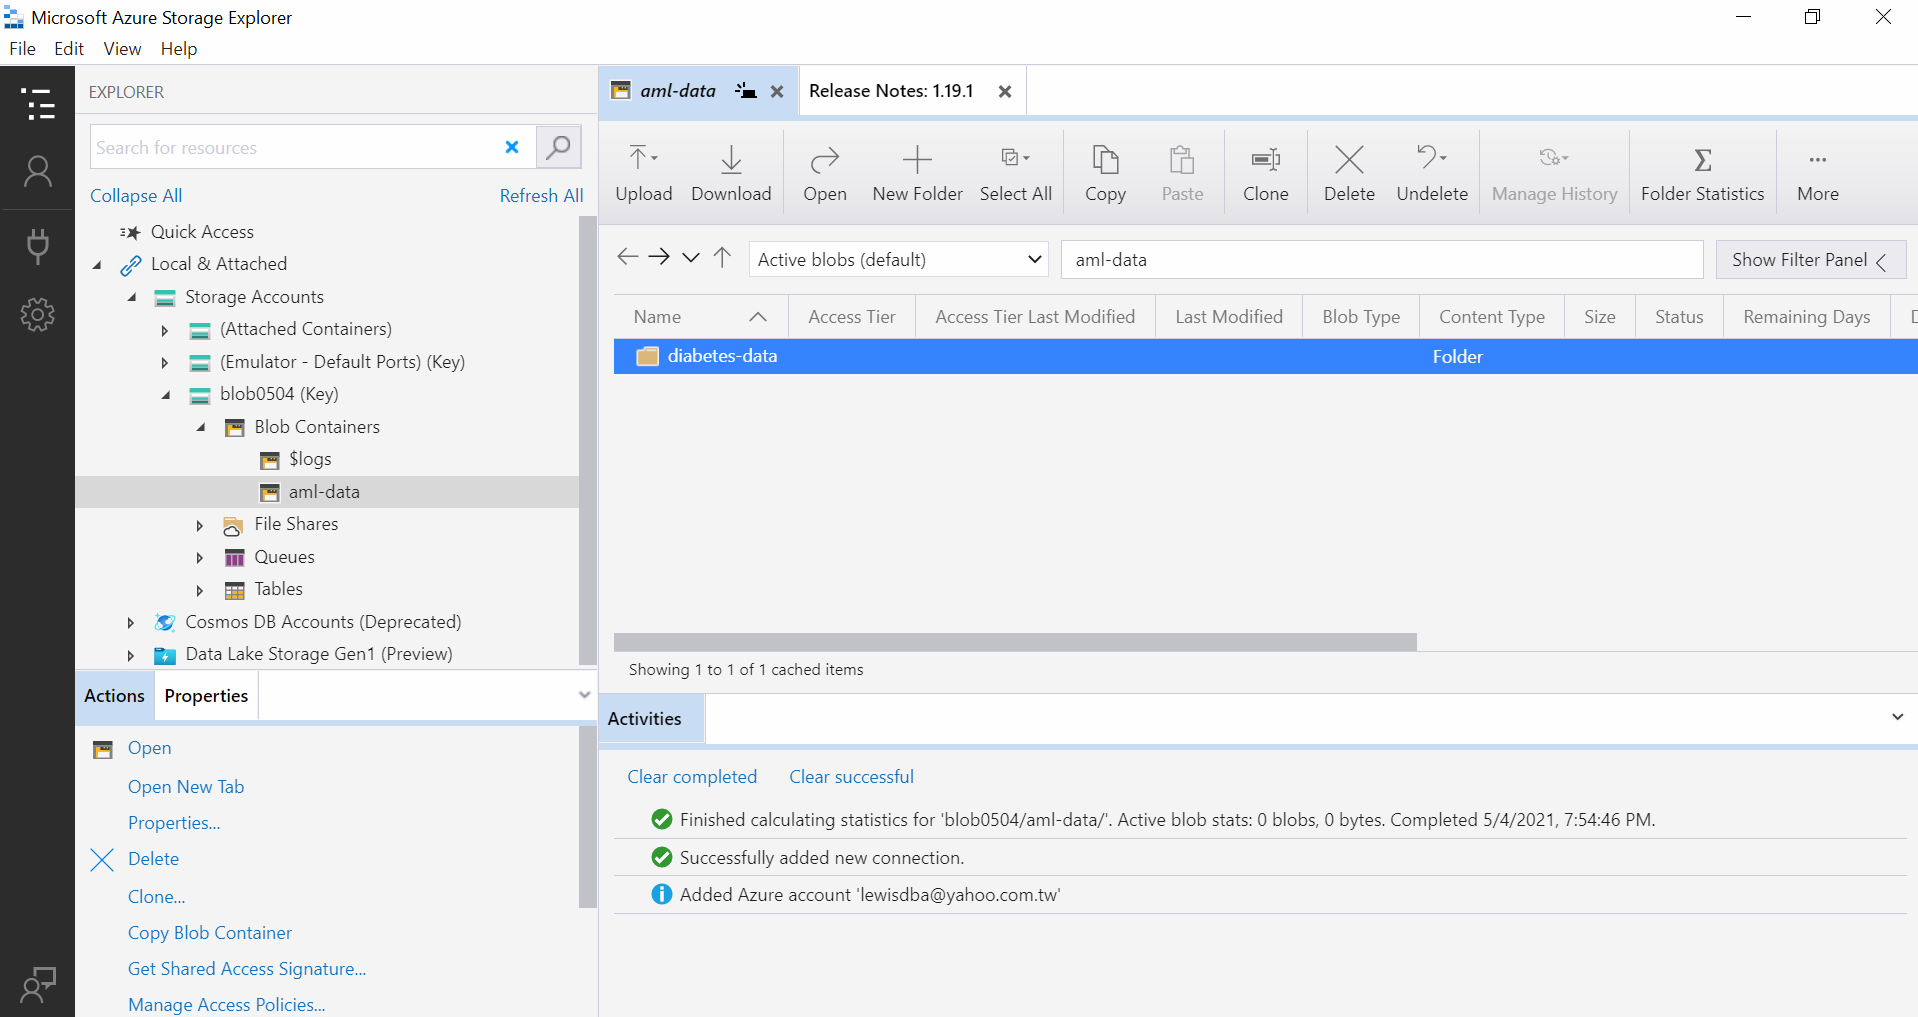 Microsoft Azure Storage Explorer
File Edit View Help
EXPLORER
Search for resources
Collapse All Refresh All
Quick Access
Local & Attached
Storage Accounts
(Attached Containers)
(Emulator - Default Ports) (Key)
blob0504 (Key)
Blob Containers
$logs
aml-data
File Shares
Queues
Tables
Cosmos DB Accounts (Deprecated)
Data Lake Storage Gen1 (Preview)
Actions Properties
Open
Open New Tab
Properties...
Delete
Clone...
Copy Blob Container
Get Shared Access Signature...
Manage Access Policies...
aml-data Release Notes: 1.19.1
Upload Download Open New Folder Select All Copy Paste Clone Delete Undelete Manage History Folder Statistics More
Active blobs (default) aml-data Show Filter Panel
Name Access Tier Access Tier Last Modified Last Modified Blob Type Content Type Size Status Remaining Days
diabetes-data Folder
Showing 1 to 1 of 1 cached items
Activities
Clear completed Clear successful
Finished calculating statistics for 'blob0504/aml-data/'. Active blob stats: 0 blobs, 0 bytes. Completed 5/4/2021, 7:54:46 PM.
Successfully added new connection.
Added Azure account 'lewisdba@yahoo.com.tw'